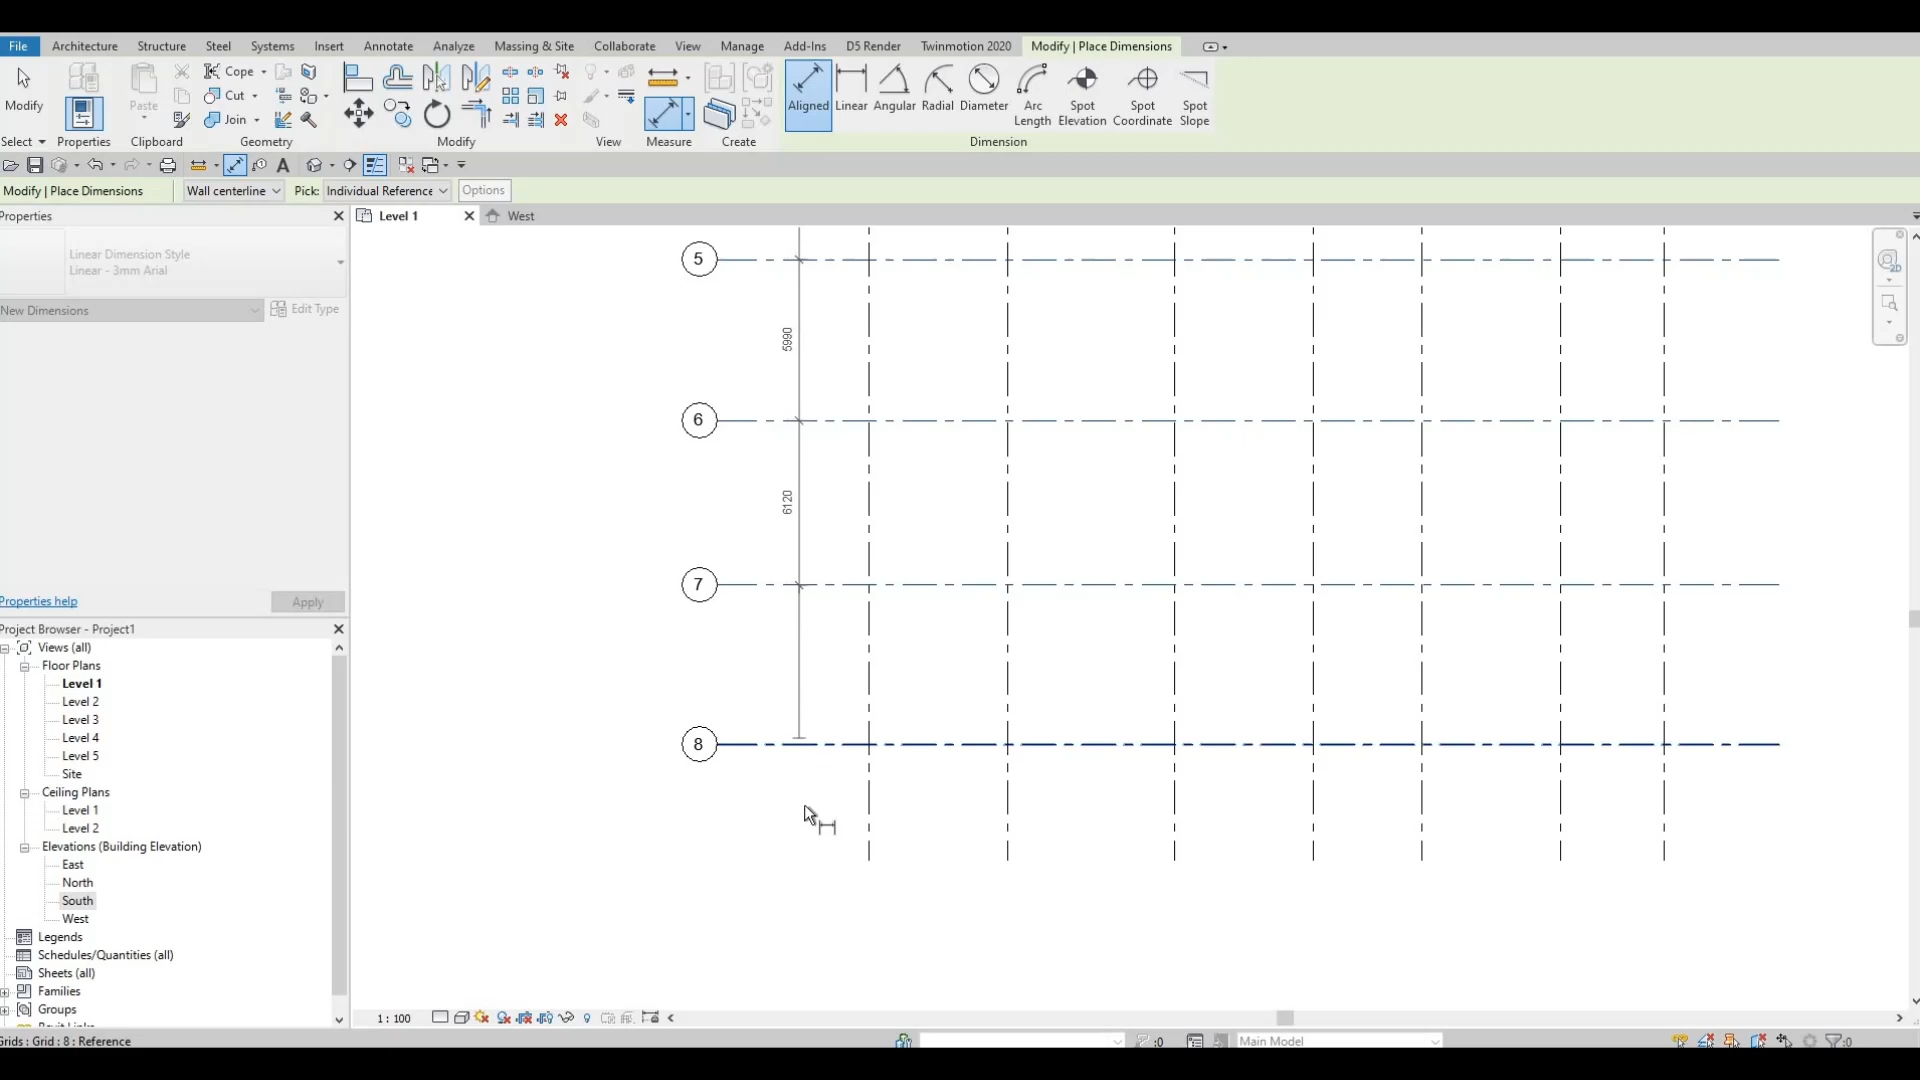 File Architecture Structure Steel Systems Insert Annotate Analyze Massing & Site Collaborate View Manage Add-Ins D5 Render Twinmotion 2020 Modify | Place Dimensions
Modify Paste Cope Cut Join Aligned Linear Angular Radial Diameter Arc Length Spot Elevation Spot Coordinate Spot Slope
Select Properties Clipboard Geometry Modify View Measure Create Dimension
A
Modify | Place Dimensions Wall centerline Pick: Individual Reference Options
Properties
Level 1 West
Linear Dimension Style
Linear - 3mm Arial
New Dimensions Edit Type
Properties help Apply
Project Browser - Project1
Views (all)
Floor Plans
Level 1
Level 2
Level 3
Level 4
Level 5
Site
Ceiling Plans
Level 1
Level 2
Elevations (Building Elevation)
East
North
South
West
Legends
Schedules/Quantities (all)
Sheets (all)
Families
Groups
5
5990
6
6120
7
8
2D
1 : 100
Grids : Grid : 8 : Reference
:0
Main Model
:0